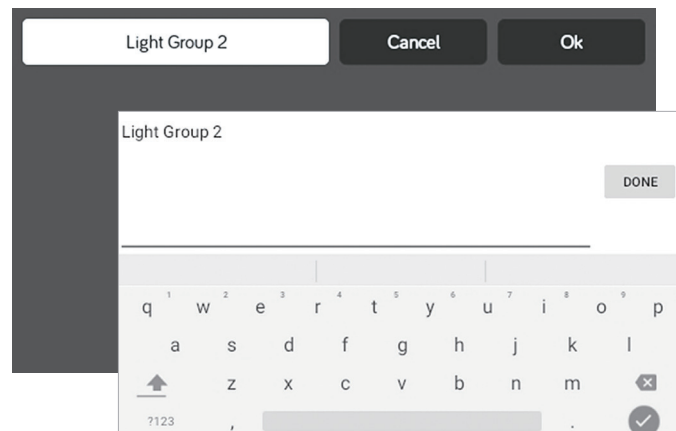 Light Group 2 Cancel Ok
Light Group 2
DONE
1 2 3 4 5 6 7 8 9
q w e r t y u i o p
a s d f g h j k l
z x c v b n m
?123 , .